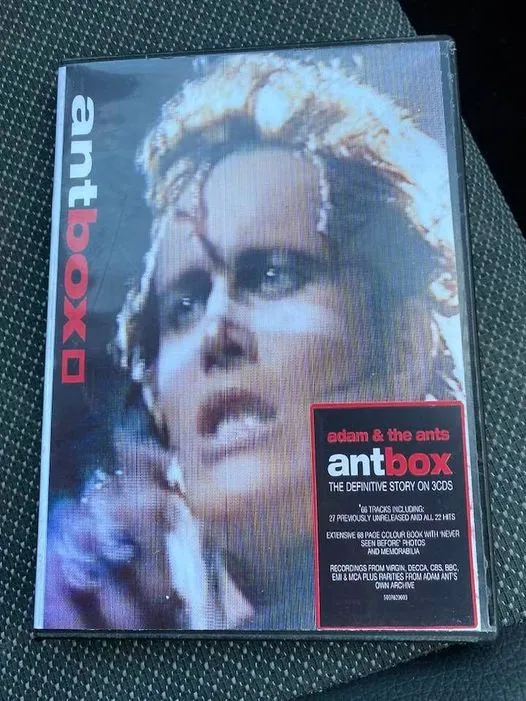 antbox
adam & the ants
antbox
THE DEFINITIVE STORY ON 3CDS
*66 TRACKS INCLUDING:
27 PREVIOUSLY UNRELEASED AND ALL 22 HITS
EXTENSIVE 68 PAGE COLOUR BOOK WITH 'NEVER
SEEN BEFORE' PHOTOS
AND MEMORABILIA
RECORDINGS FROM VIRGIN, DECCA, CBS, BBC,
EMI & MCA PLUS RARITIES FROM ADAM ANT'S
OWN ARCHIVE